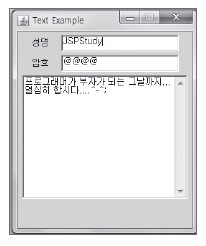 Text Example
성명 JSPStudy
암호 @@@@
프로그래머가 부자가 되는 그날까지...
열심히 합시다.... ^-^;